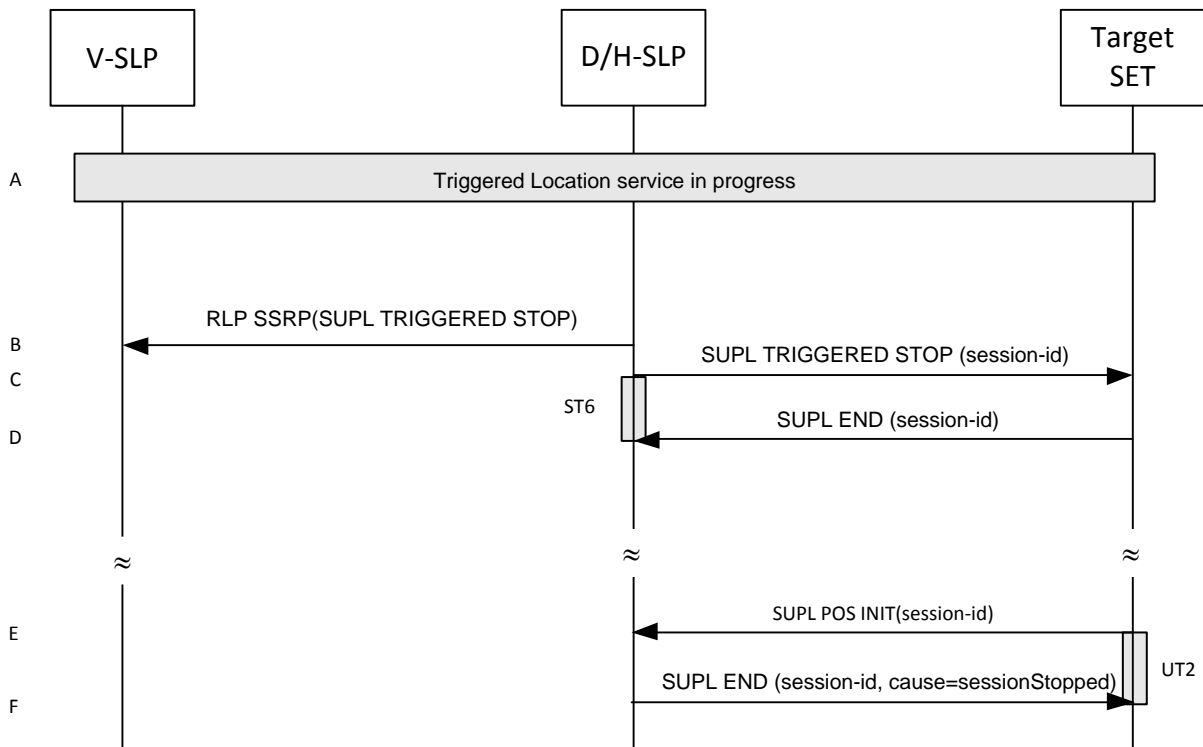 V-SLP
D/H-SLP
Target
SET
A
Triggered Location service in progress
RLP SSRP(SUPL TRIGGERED STOP)
B
SUPL TRIGGERED STOP (session-id)
C
ST6
SUPL END (session-id)
D
≈ ≈ ≈
SUPL POS INIT(session-id)
E
UT2
SUPL END (session-id, cause=sessionStopped)
F